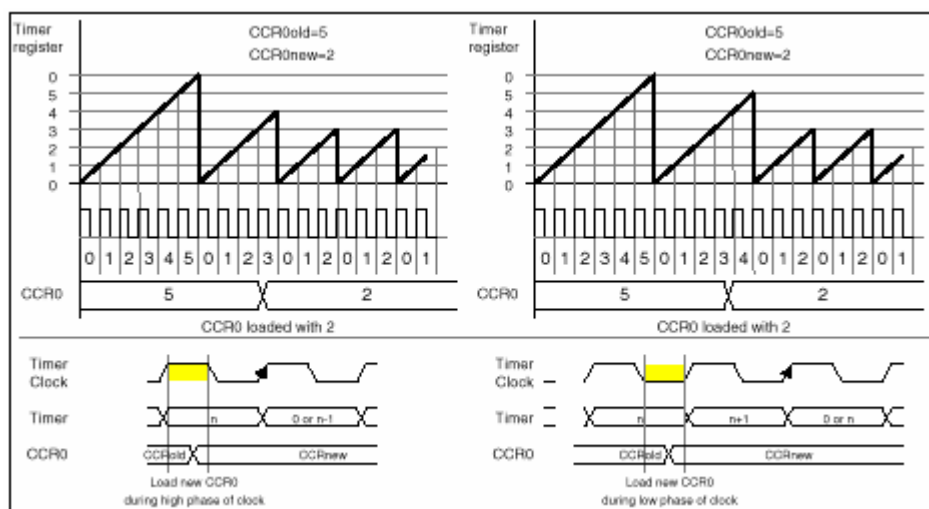 Timer register
CCR0old=5
CCR0new=2
0
5
4
3
2
1
0
0 1 2 3 4 5 0 1 2 3 0 1 2 0 1 2 0 1
CCR0
5
2
CCR0 loaded with 2
Timer register
CCR0old=5
CCR0new=2
0
5
4
3
2
1
0
0 1 2 3 4 5 0 1 2 3 4 0 1 2 0 1 2 0 1
CCR0
5
2
CCR0 loaded with 2
Timer Clock
Timer
n
0 or n-1
CCR0
CCRold
CCRnew
Load new CCR0
during high phase of clock
Timer Clock
Timer
n
n+1
0 or n
CCR0
CCRold
CCRnew
Load new CCR0
during low phase of clock